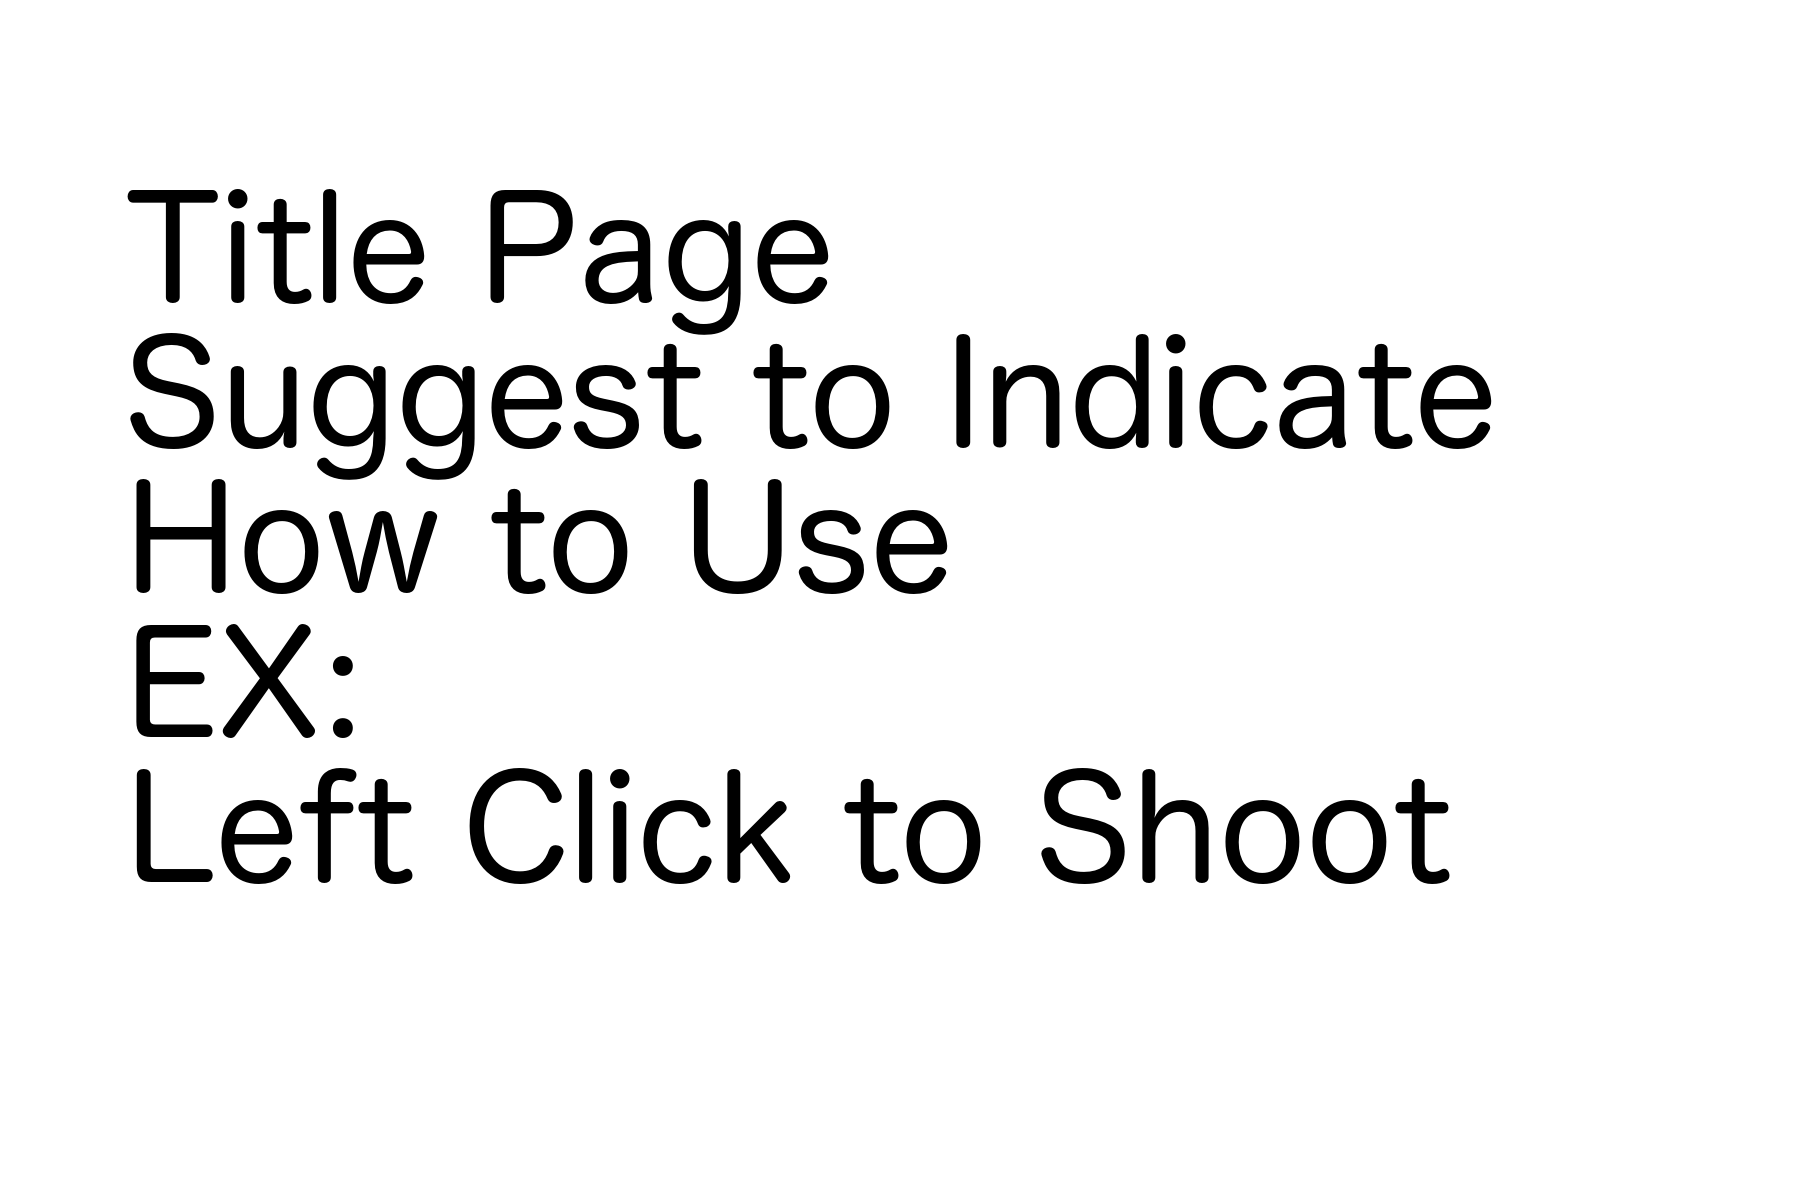 Title Page
Suggest to Indicate
How to Use
EX:
Left Click to Shoot